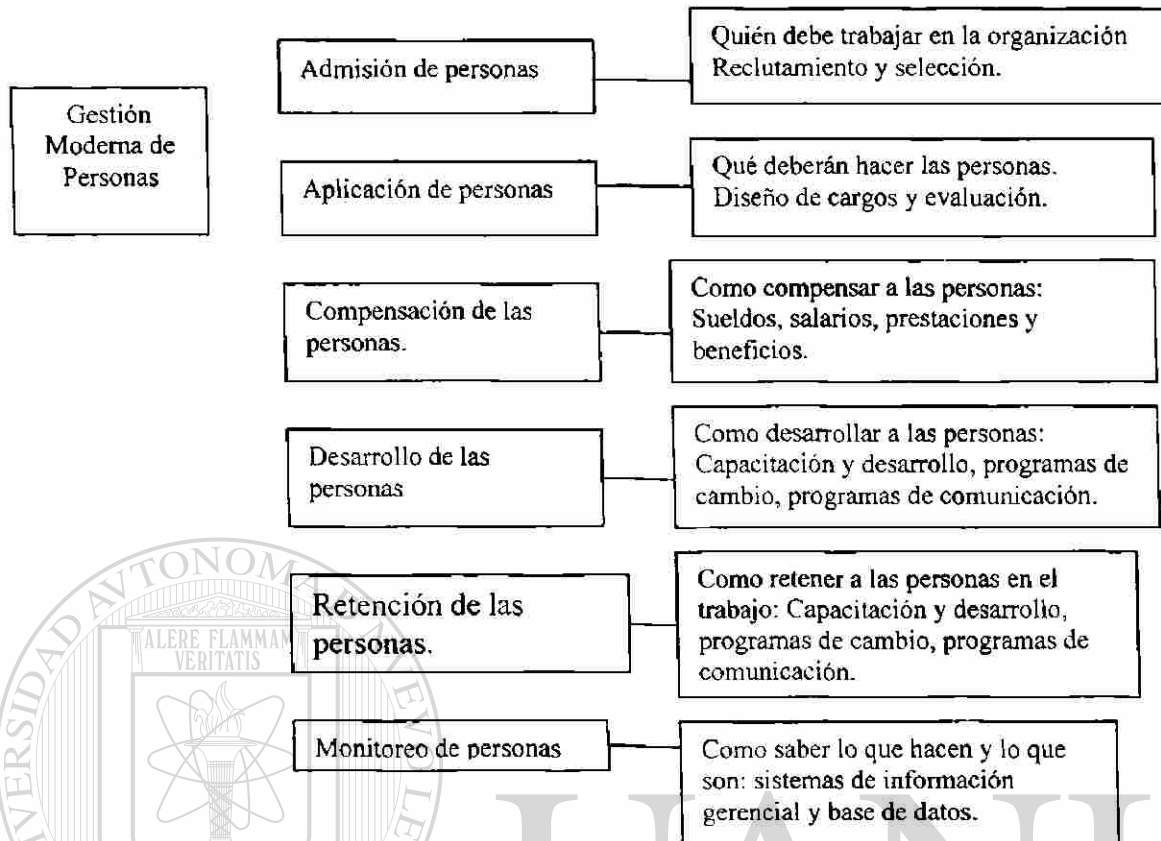 Gestión
Moderna de
Personas
Admisión de personas
Quién debe trabajar en la organización
Reclutamiento y selección.
Aplicación de personas
Qué deberán hacer las personas.
Diseño de cargos y evaluación.
Compensación de las
personas.
Como compensar a las personas:
Sueldos, salarios, prestaciones y
beneficios.
Desarrollo de las
personas
Como desarrollar a las personas:
Capacitación y desarrollo, programas de
cambio, programas de comunicación.
Retención de las
personas.
Como retener a las personas en el
trabajo: Capacitación y desarrollo,
programas de cambio, programas de
comunicación.
Monitoreo de personas
Como saber lo que hacen y lo que
son: sistemas de información
gerencial y base de datos.
ALERE FLAMMAM
VERITATIS